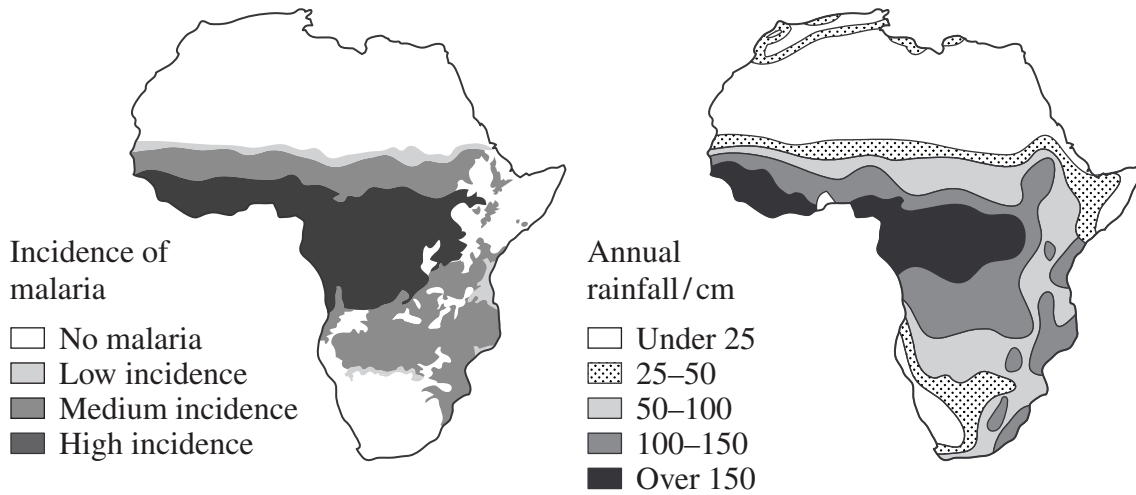 Incidence of
malaria
No malaria
Low incidence
Medium incidence
High incidence
Annual
rainfall/cm
Under 25
25–50
50–100
100–150
Over 150